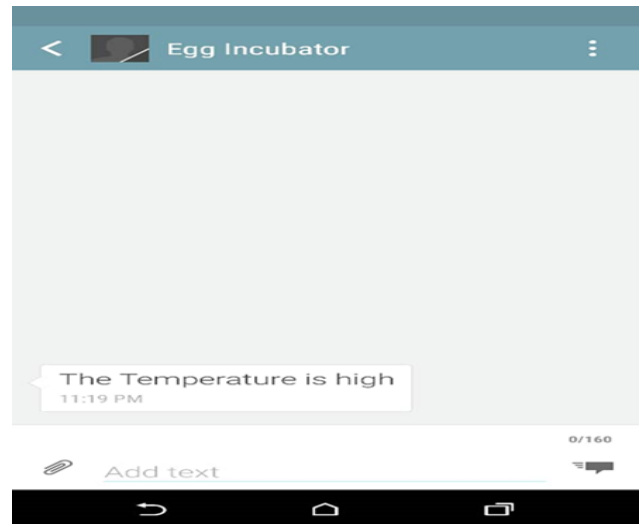 Egg Incubator
The Temperature is high
11:19 PM
0/160
Add text